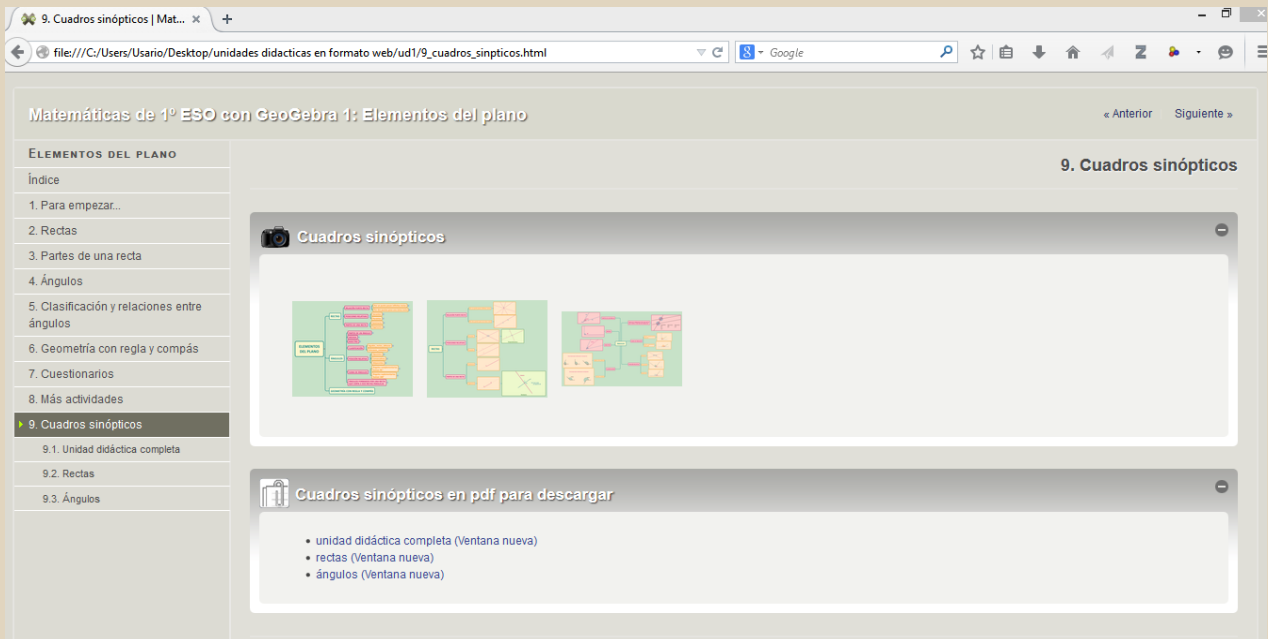 9. Cuadros sinópticos | Mat...
file:///C:/Users/Usario/Desktop/unidades didacticas en formato web/ud1/9_cuadros_sinpticos.html
Google
Matemáticas de 1º ESO con GeoGebra 1: Elementos del plano
« Anterior
Siguiente »
ELEMENTOS DEL PLANO
Índice
1. Para empezar...
2. Rectas
3. Partes de una recta
4. Ángulos
5. Clasificación y relaciones entre
ángulos
6. Geometría con regla y compás
7. Cuestionarios
8. Más actividades
9. Cuadros sinópticos
9.1. Unidad didáctica completa
9.2. Rectas
9.3. Ángulos
9. Cuadros sinópticos
Cuadros sinópticos
ELEMENTOS
DEL PLANO
Cuadros sinópticos en pdf para descargar
unidad didáctica completa (Ventana nueva)
rectas (Ventana nueva)
ángulos (Ventana nueva)